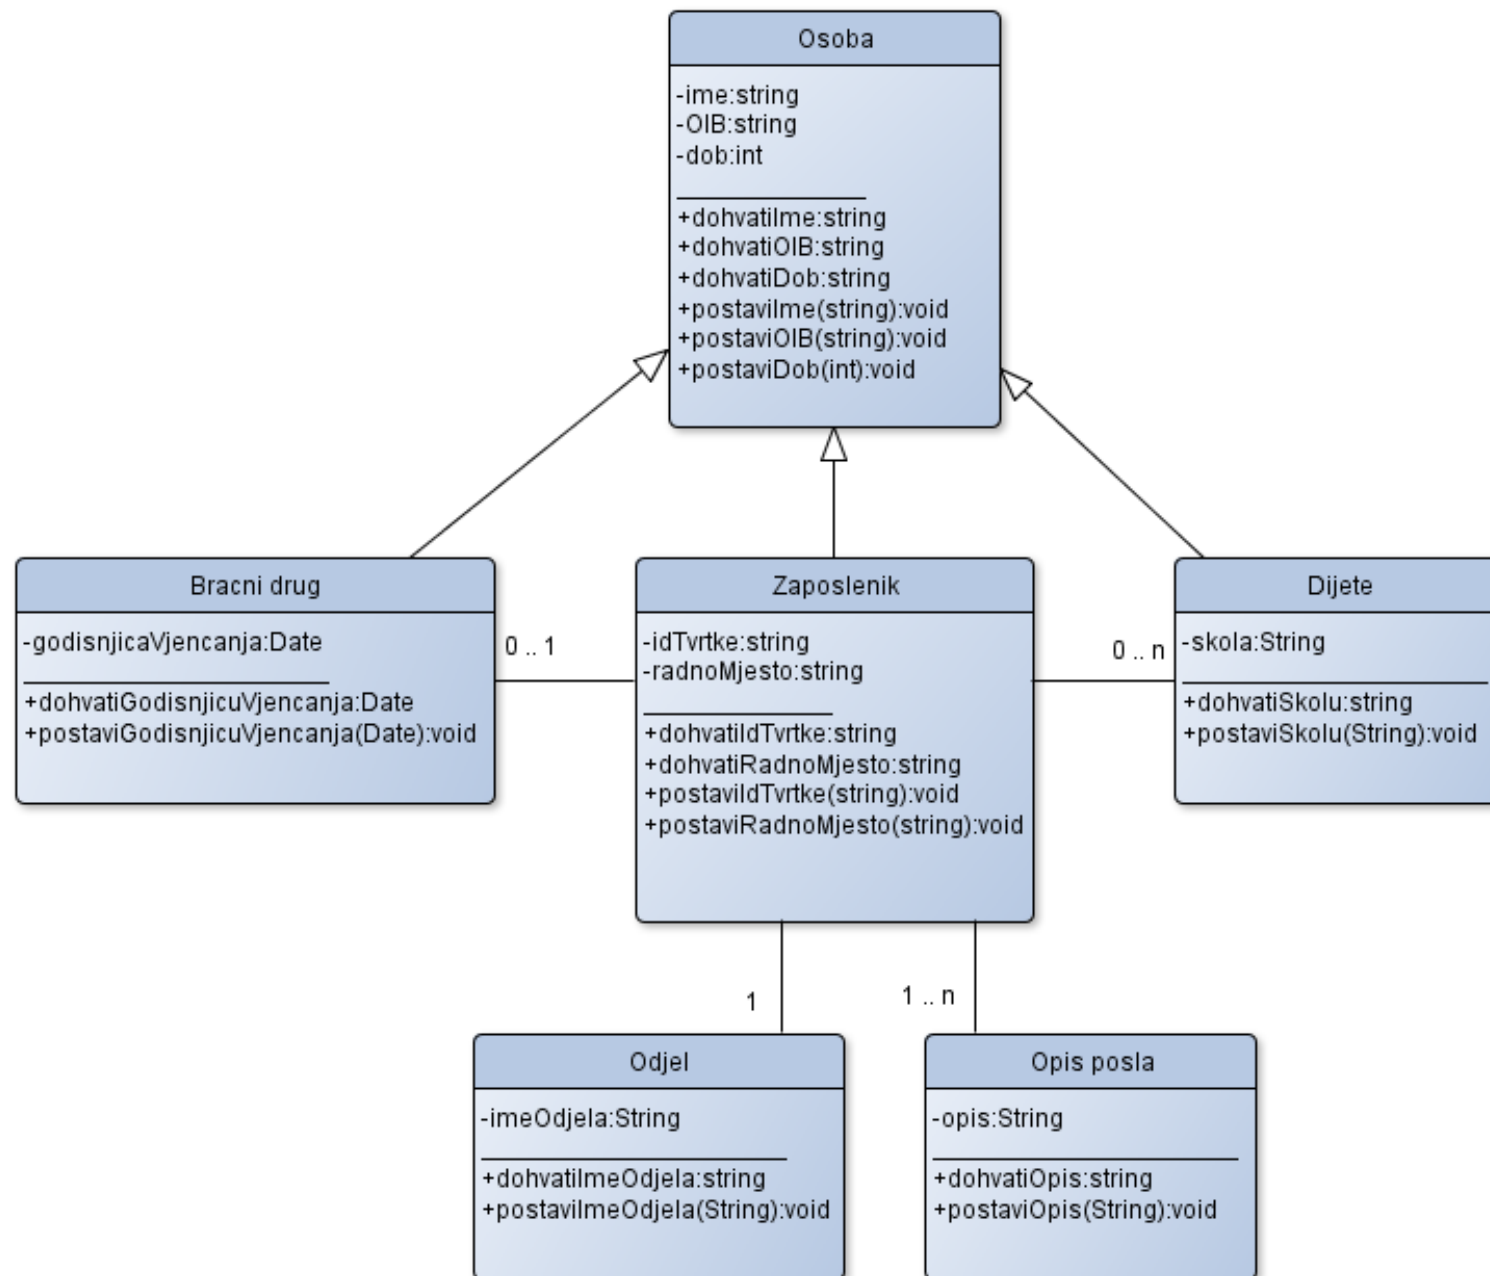 Osoba
-ime:string
-OIB:string
-dob:int
+dohvatiIme:string
+dohvatiOIB:string
+dohvatiDob:string
+postaviIme(string):void
+postaviOIB(string):void
+postaviDob(int):void
Bracni drug
-godisnjicaVjencanja:Date
+dohvatiGodisnjicuVjencanja:Date
+postaviGodisnjicuVjencanja(Date):void
0 .. 1
Zaposlenik
-idTvrtke:string
-radnoMjesto:string
+dohvatiIdTvrtke:string
+dohvatiRadnoMjesto:string
+postaviIdTvrtke(string):void
+postaviRadnoMjesto(string):void
0 .. n
Dijete
-skola:String
+dohvatiSkolu:string
+postaviSkolu(String):void
1
1 .. n
Odjel
-imeOdjela:String
+dohvatiImeOdjela:string
+postaviImeOdjela(String):void
Opis posla
-opis:String
+dohvatiOpis:string
+postaviOpis(String):void